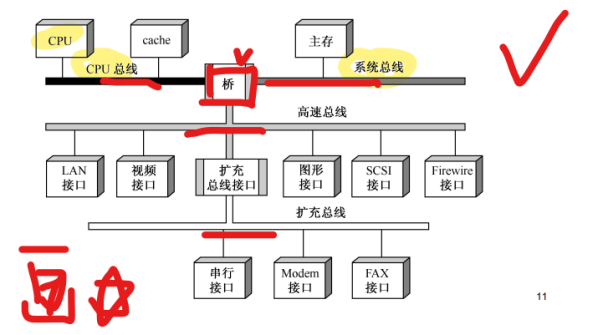 CPU
cache
主存
CPU 总线
桥
系统总线
高速总线
LAN
接口
视频
接口
扩充
总线接口
图形
接口
SCSI
接口
Firewire
接口
扩充总线
串行
接口
Modem
接口
FAX
接口
画
11